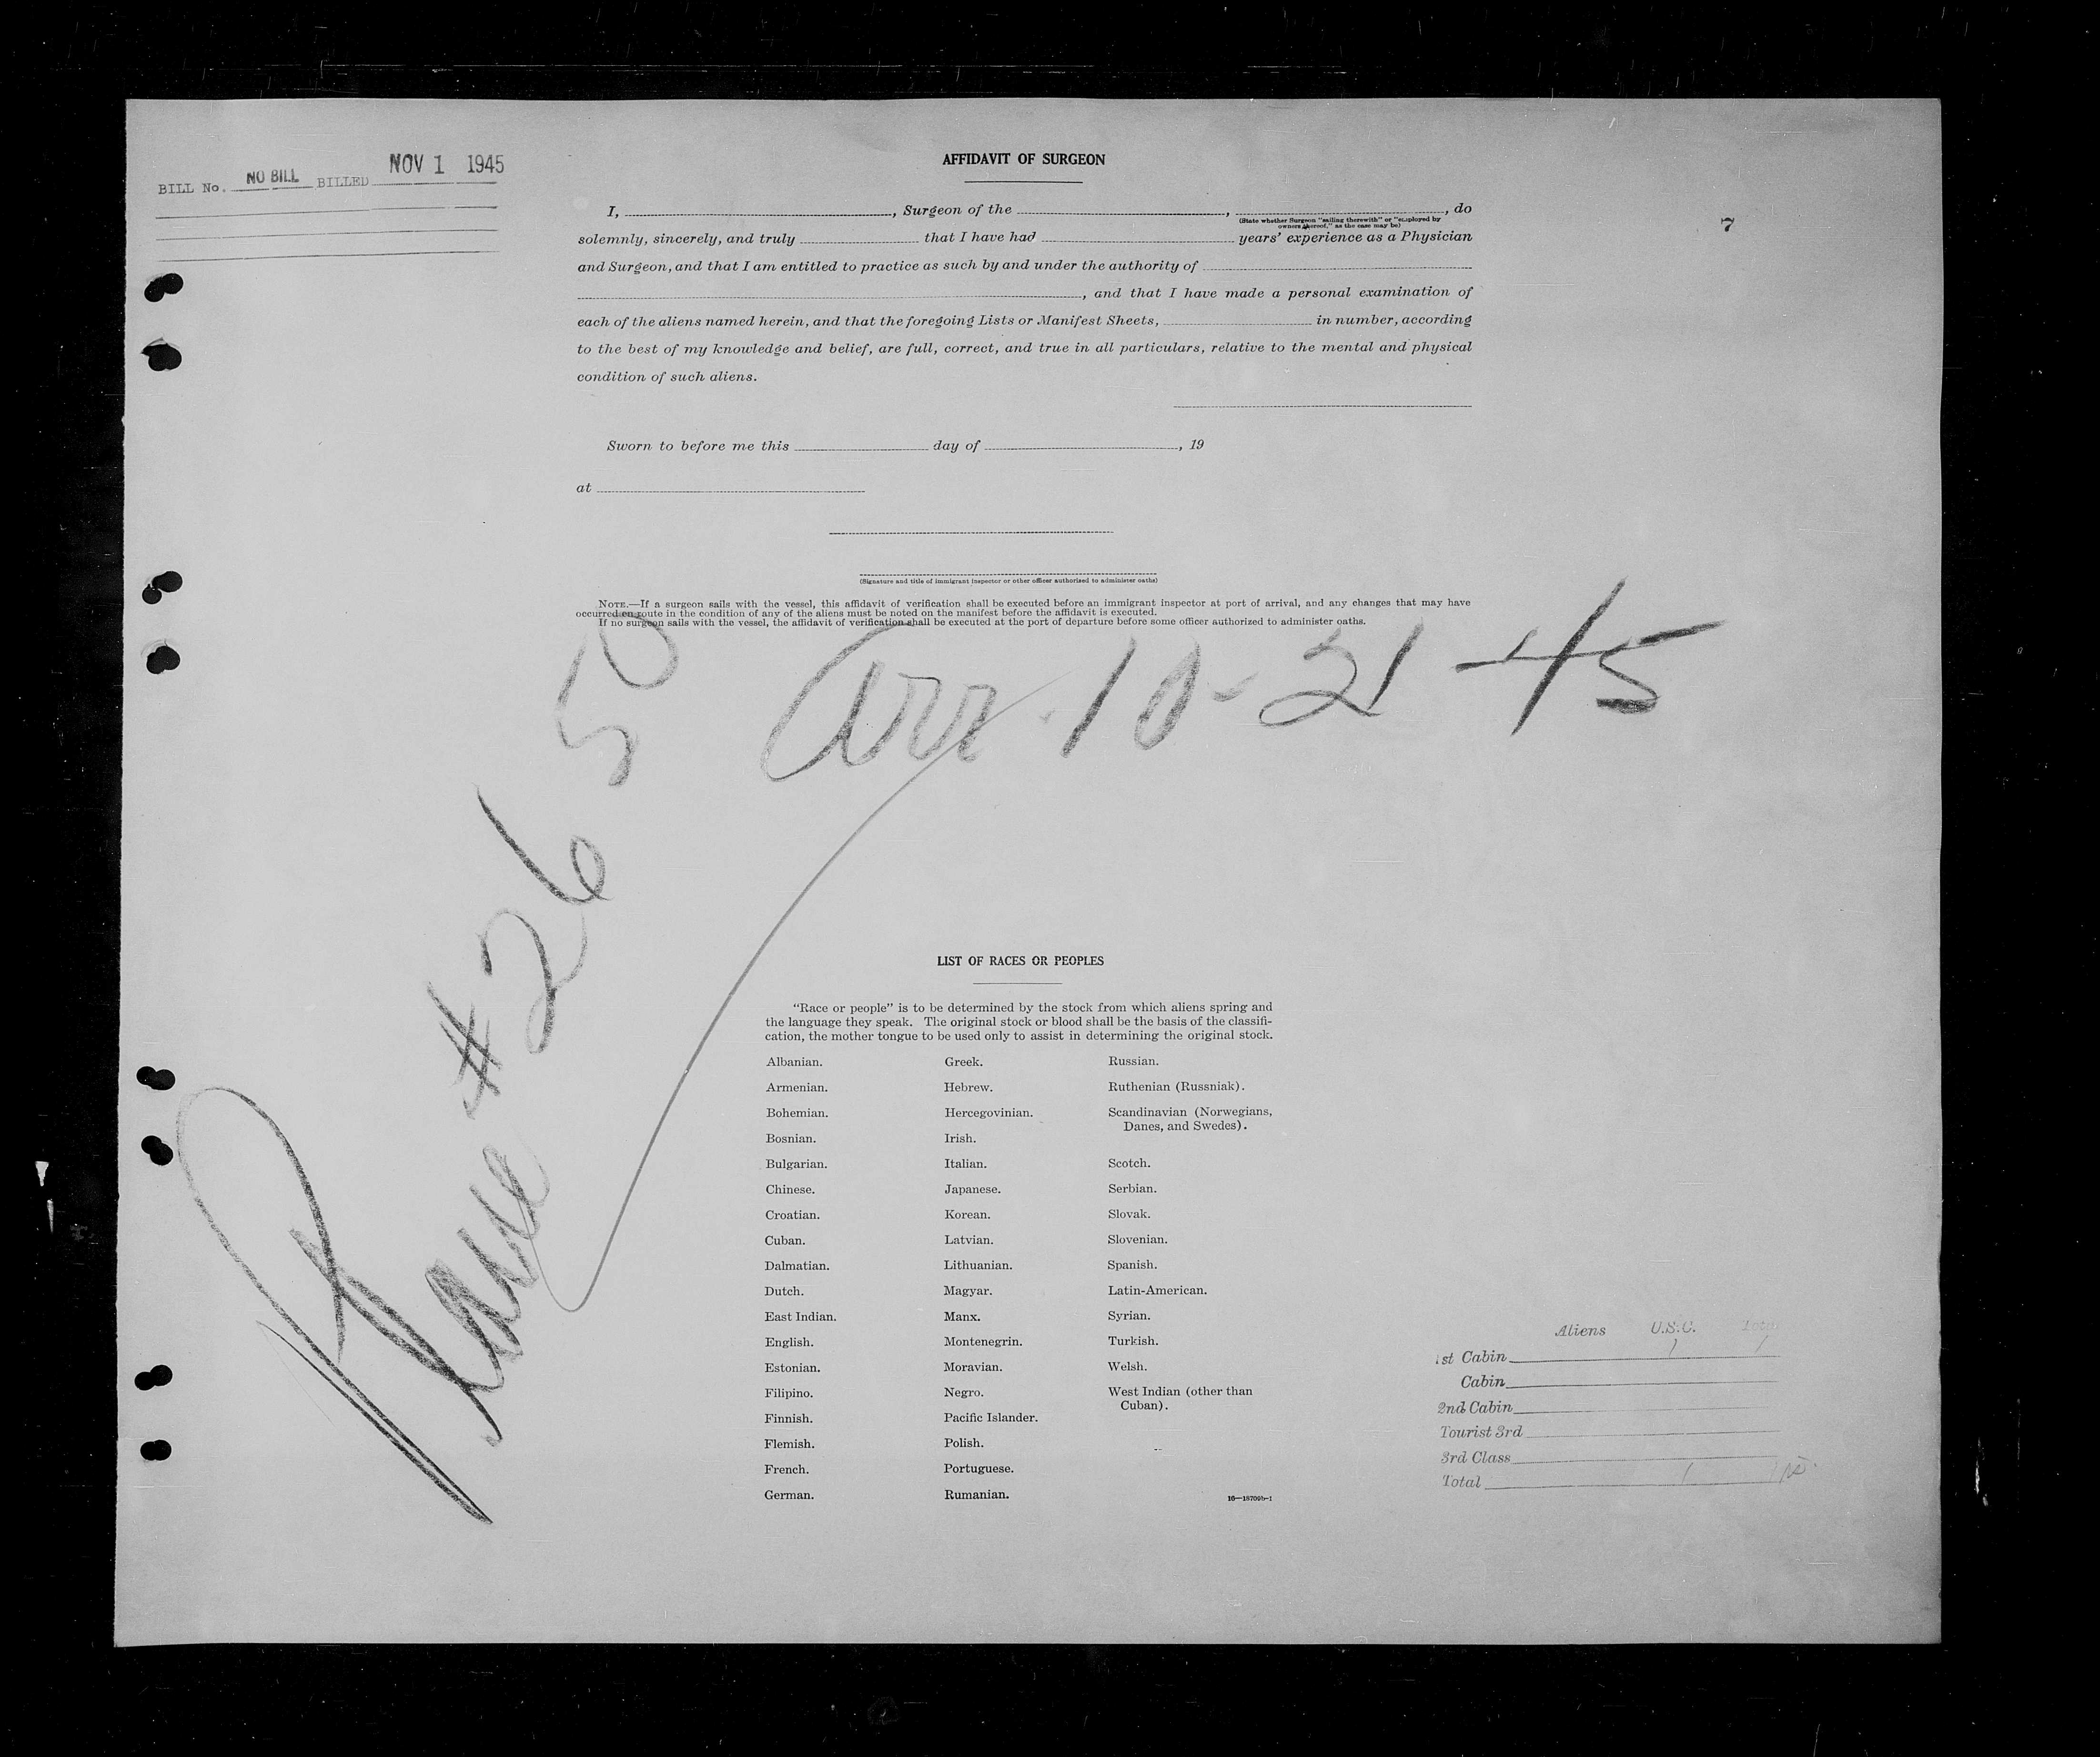 BILL No. NO BILL BILLED NOV 1 1945
AFFIDAVIT OF SURGEON
7
I, , Surgeon of the , , do
(State whether Surgeon "sailing therewith" or "employed by
owners thereof," as the case may be)
solemnly, sincerely, and truly that I have had years' experience as a Physician
and Surgeon, and that I am entitled to practice as such by and under the authority of
, and that I have made a personal examination of
each of the aliens named herein, and that the foregoing Lists or Manifest Sheets, in number, according
to the best of my knowledge and belief, are full, correct, and true in all particulars, relative to the mental and physical
condition of such aliens.
Sworn to before me this day of , 19
at
(Signature and title of immigrant inspector or other officer authorized to administer oaths)
NOTE.—If a surgeon sails with the vessel, this affidavit of verification shall be executed before an immigrant inspector at port of arrival, and any changes that may have
occurred en route in the condition of any of the aliens must be noted on the manifest before the affidavit is executed.
If no surgeon sails with the vessel, the affidavit of verification shall be executed at the port of departure before some officer authorized to administer oaths.
Arr 10-21 45
Plane #2650
LIST OF RACES OR PEOPLES
"Race or people" is to be determined by the stock from which aliens spring and
the language they speak. The original stock or blood shall be the basis of the classifi-
cation, the mother tongue to be used only to assist in determining the original stock.
Albanian.
Armenian.
Bohemian.
Bosnian.
Bulgarian.
Chinese.
Croatian.
Cuban.
Dalmatian.
Dutch.
East Indian.
English.
Estonian.
Filipino.
Finnish.
Flemish.
French.
German.
Greek.
Hebrew.
Hercegovinian.
Irish.
Italian.
Japanese.
Korean.
Latvian.
Lithuanian.
Magyar.
Manx.
Montenegrin.
Moravian.
Negro.
Pacific Islander.
Polish.
Portuguese.
Rumanian.
Russian.
Ruthenian (Russniak).
Scandinavian (Norwegians,
Danes, and Swedes).
Scotch.
Serbian.
Slovak.
Slovenian.
Spanish.
Latin-American.
Syrian.
Turkish.
Welsh.
West Indian (other than
Cuban).
16—18709b-1
Aliens U.S.C. Total
1st Cabin 1 1
Cabin
2nd Cabin
Tourist 3rd
3rd Class
Total 1 1